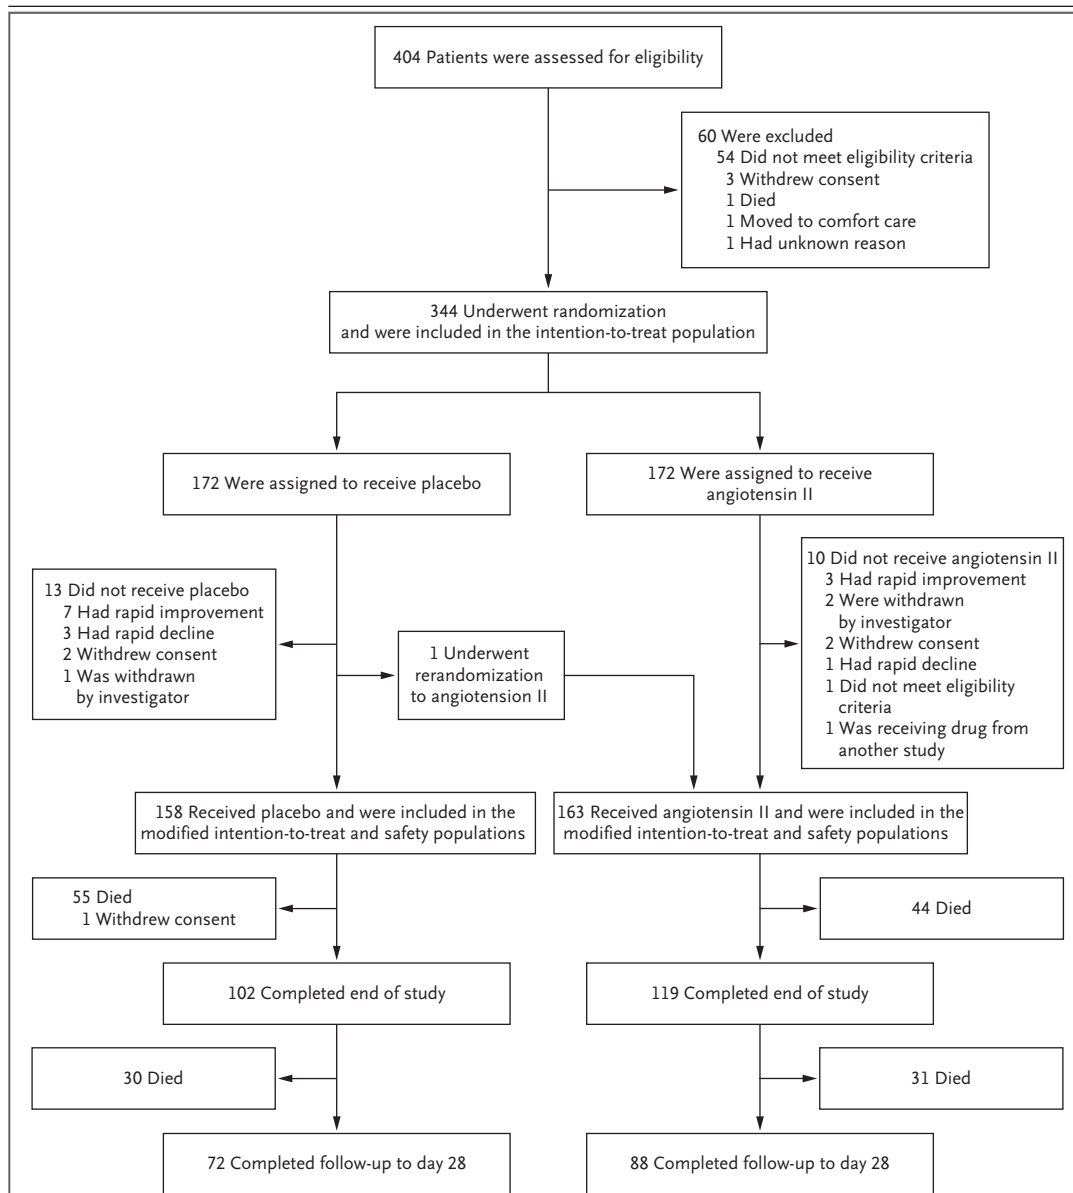 404 Patients were assessed for eligibility
60 Were excluded
54 Did not meet eligibility criteria
3 Withdrew consent
1 Died
1 Moved to comfort care
1 Had unknown reason
344 Underwent randomization
and were included in the intention-to-treat population
172 Were assigned to receive placebo
172 Were assigned to receive
angiotensin II
13 Did not receive placebo
7 Had rapid improvement
3 Had rapid decline
2 Withdrew consent
1 Was withdrawn
by investigator
1 Underwent
rerandomization
to angiotension II
10 Did not receive angiotensin II
3 Had rapid improvement
2 Were withdrawn
by investigator
2 Withdrew consent
1 Had rapid decline
1 Did not meet eligibility
criteria
1 Was receiving drug from
another study
158 Received placebo and were included in the
modified intention-to-treat and safety populations
163 Received angiotensin II and were included in the
modified intention-to-treat and safety populations
55 Died
1 Withdrew consent
44 Died
102 Completed end of study
119 Completed end of study
30 Died
31 Died
72 Completed follow-up to day 28
88 Completed follow-up to day 28